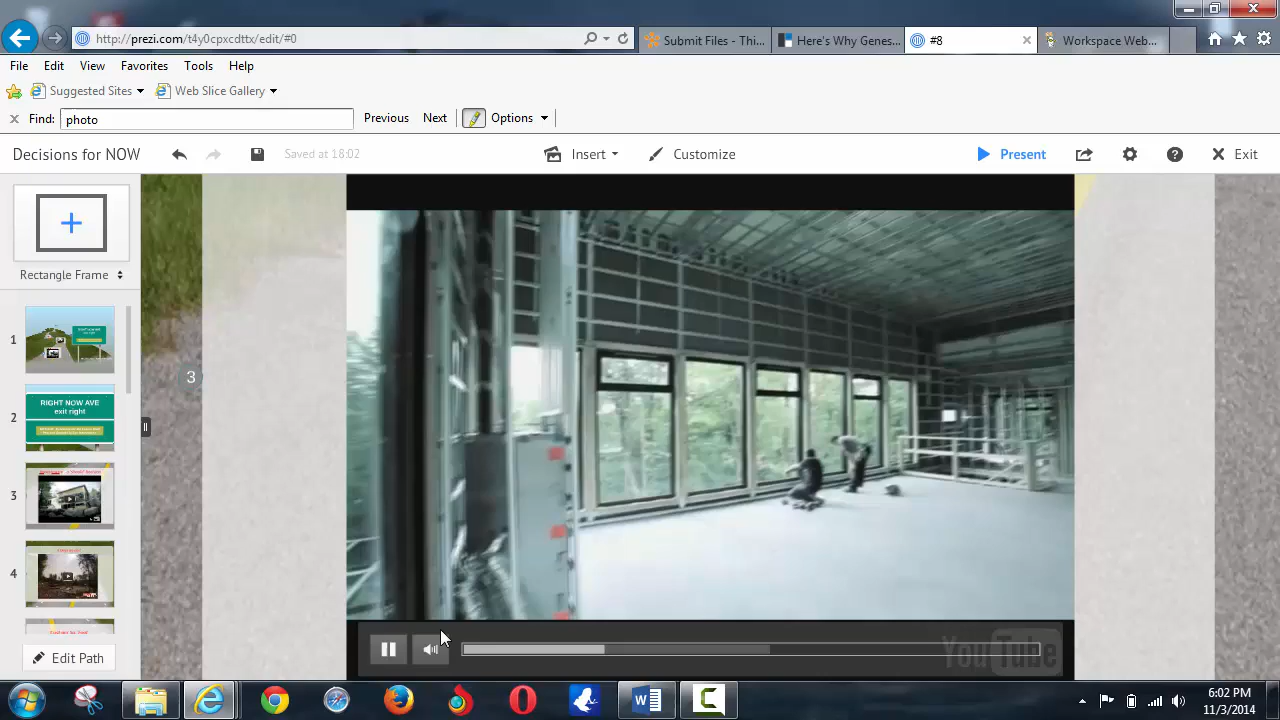 http://prezi.com/t4y0cpxcdttx/edit/#0
Submit Files - Thi...
Here's Why Genes...
#8
Workspace Web...
File Edit View Favorites Tools Help
Suggested Sites
Web Slice Gallery
Find: photo Previous Next Options
Decisions for NOW
Saved at 18:02
Insert
Customize
Present
Exit
Rectangle Frame
1
RIGHT NOW AVE
2
RIGHT NOW AVE
exit right
3
4
3
Edit Path
YouTube
6:02 PM
11/3/2014